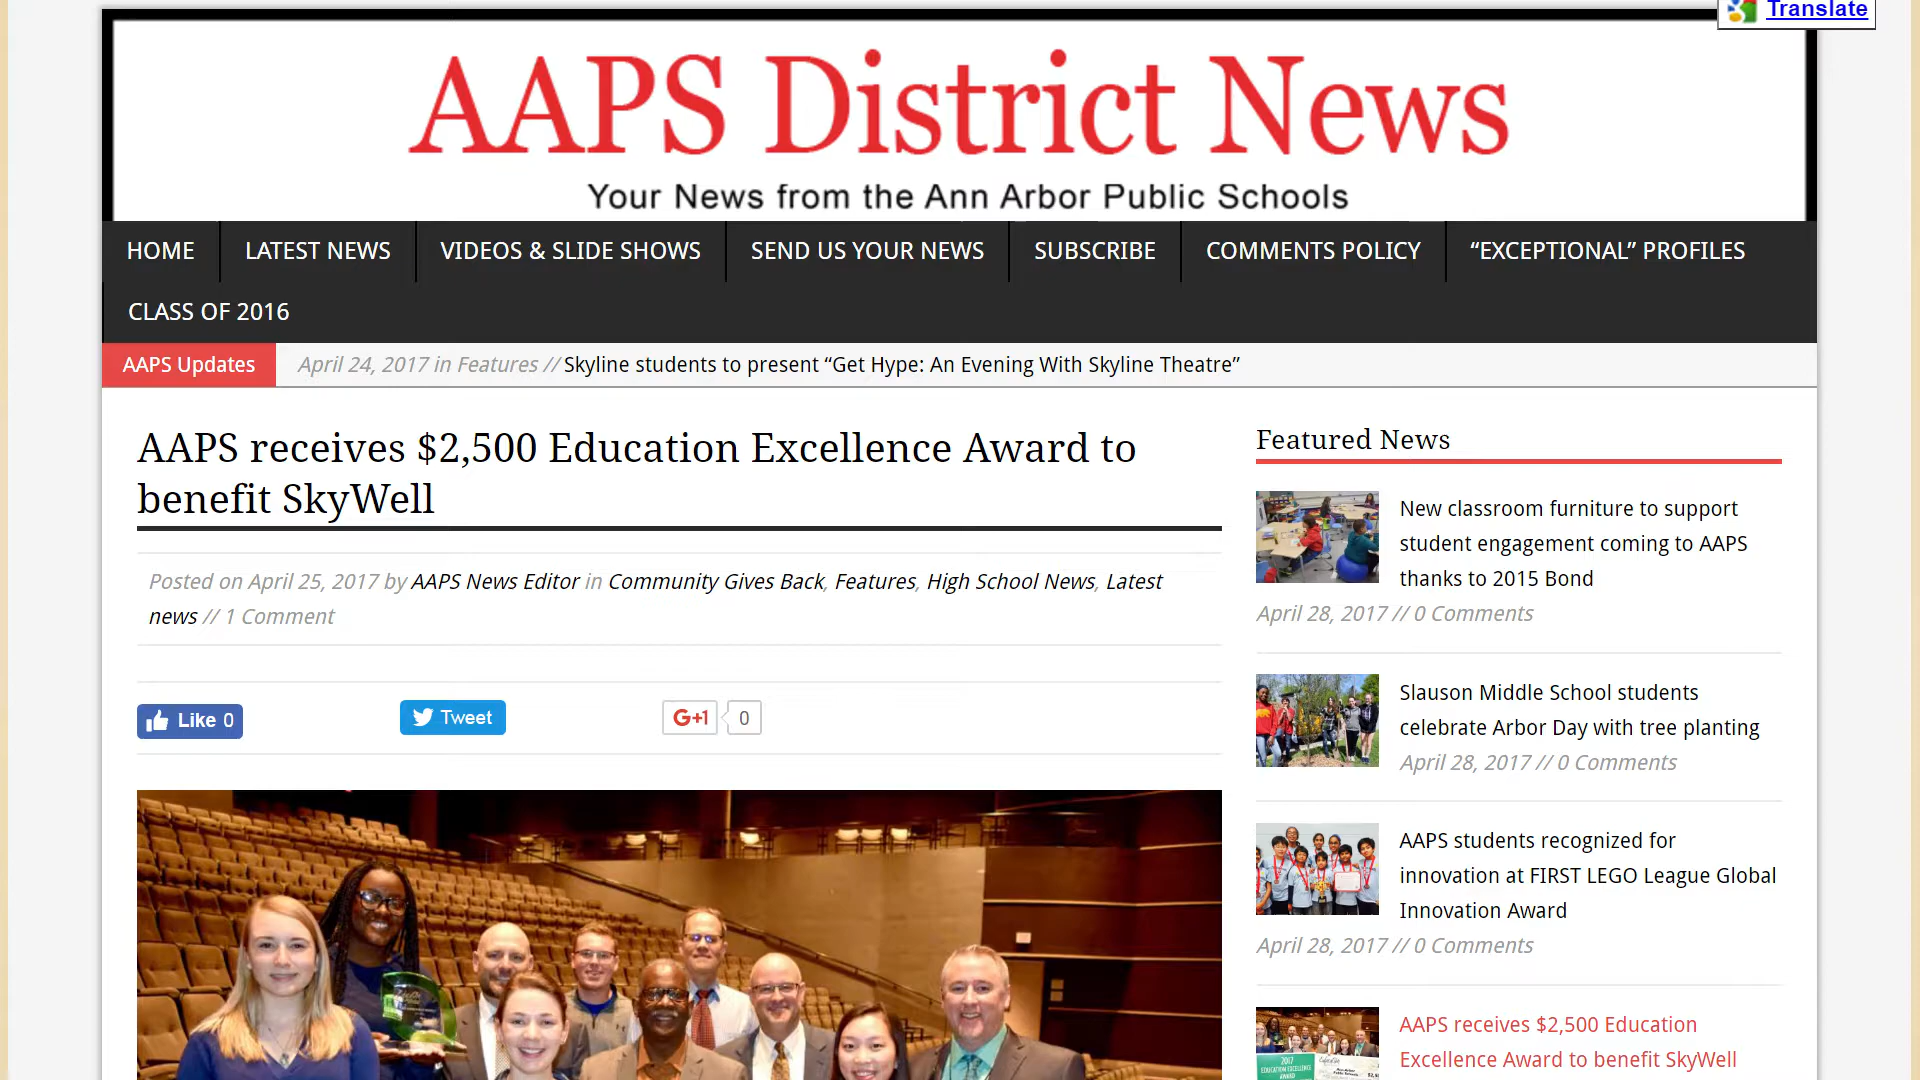 Translate
AAPS District News
Your News from the Ann Arbor Public Schools
HOME
LATEST NEWS
VIDEOS & SLIDE SHOWS
SEND US YOUR NEWS
SUBSCRIBE
COMMENTS POLICY
“EXCEPTIONAL” PROFILES
CLASS OF 2016
AAPS Updates
April 24, 2017 in Features // Skyline students to present “Get Hype: An Evening With Skyline Theatre”
AAPS receives $2,500 Education Excellence Award to
benefit SkyWell
Posted on April 25, 2017 by AAPS News Editor in Community Gives Back, Features, High School News, Latest
news // 1 Comment
Like 0
Tweet
G+1
0
Featured News
New classroom furniture to support
student engagement coming to AAPS
thanks to 2015 Bond
April 28, 2017 // 0 Comments
Slauson Middle School students
celebrate Arbor Day with tree planting
April 28, 2017 // 0 Comments
AAPS students recognized for
innovation at FIRST LEGO League Global
Innovation Award
April 28, 2017 // 0 Comments
AAPS receives $2,500 Education
Excellence Award to benefit SkyWell
2017
EDUCATION EXCELLENCE
AWARD